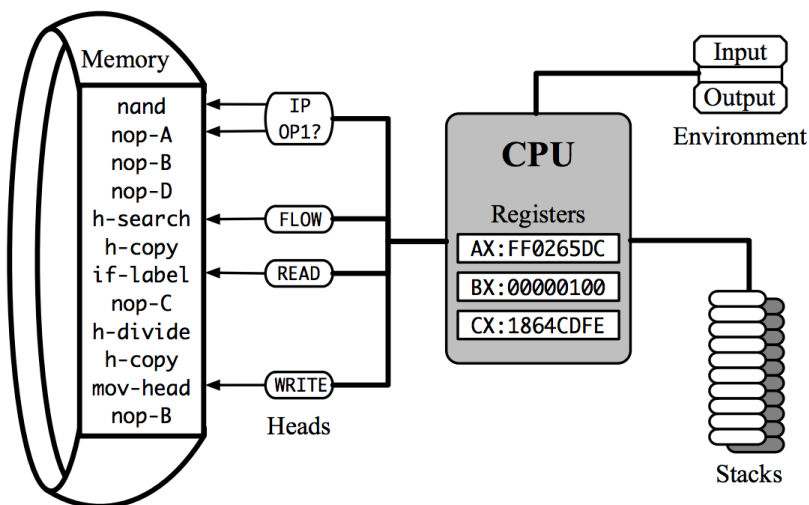 Memory
nand
nop-A
nop-B
nop-D
h-search
h-copy
if-label
nop-C
h-divide
h-copy
mov-head
nop-B
IP
OP1?
FLOW
READ
WRITE
Heads
CPU
Registers
AX:FF0265DC
BX:00000100
CX:1864CDFE
Input
Output
Environment
Stacks